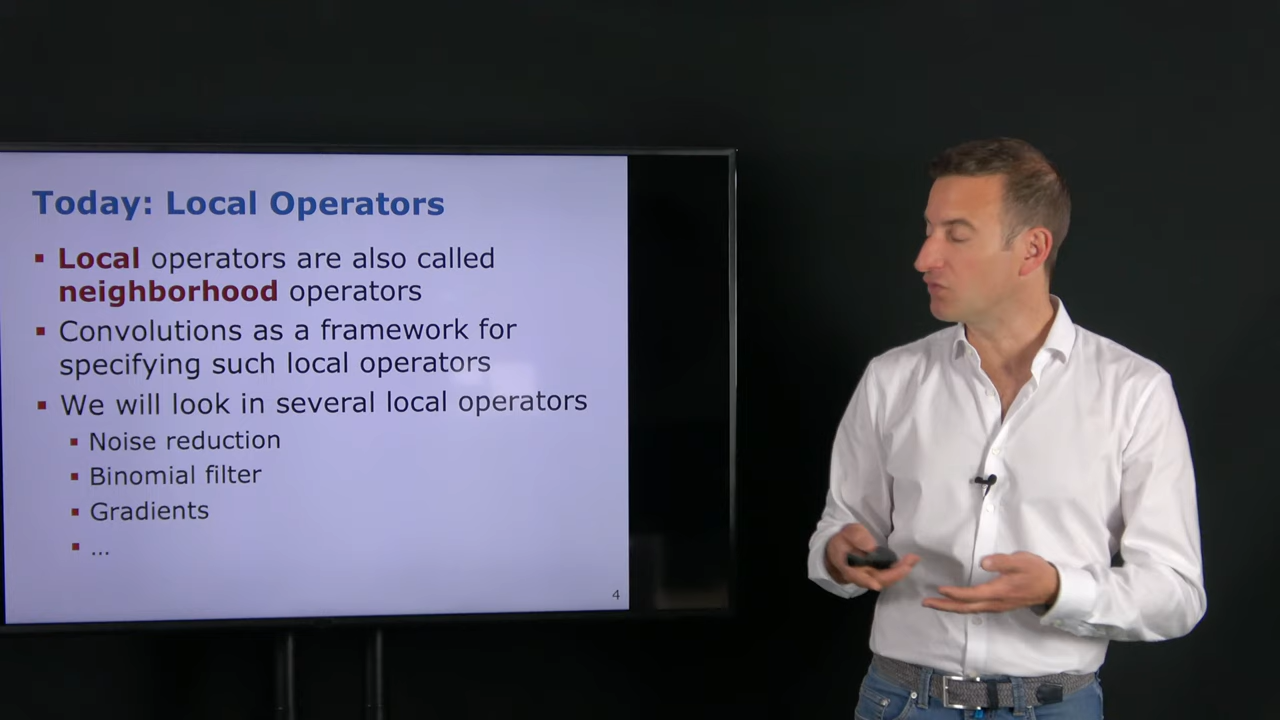 Today: Local Operators
▪ Local operators are also called
neighborhood operators
▪ Convolutions as a framework for
specifying such local operators
▪ We will look in several local operators
▪ Noise reduction
▪ Binomial filter
▪ Gradients
▪ ...
4